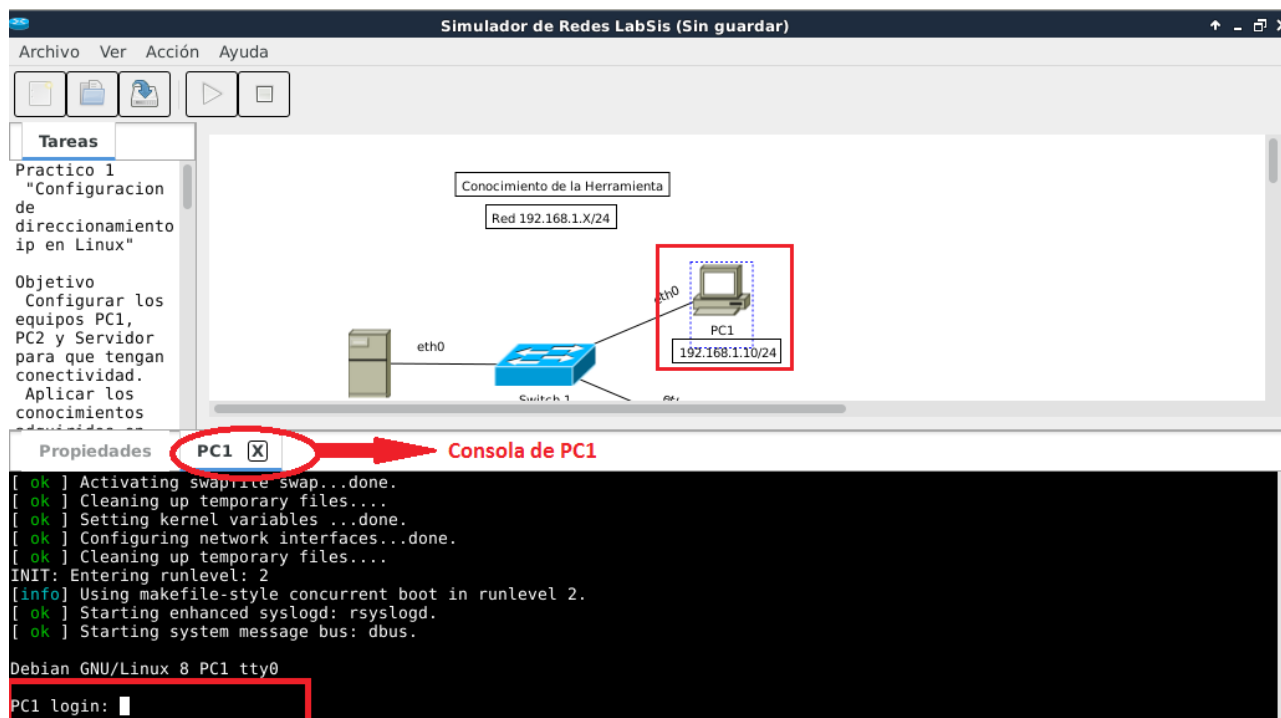 Simulador de Redes LabSis (Sin guardar)
Archivo Ver Acción Ayuda
Tareas
Practico 1
"Configuracion
de
direccionamiento
ip en Linux"
Objetivo
Configurar los
equipos PC1,
PC2 y Servidor
para que tengan
conectividad.
Aplicar los
conocimientos
Conocimiento de la Herramienta
Red 192.168.1.X/24
eth0
PC1
192.168.1.10/24
eth0
Switch 1
Propiedades
PC1 X
Consola de PC1
[ ok ] Activating swapfile swap...done.
[ ok ] Cleaning up temporary files....
[ ok ] Setting kernel variables ...done.
[ ok ] Configuring network interfaces...done.
[ ok ] Cleaning up temporary files....
INIT: Entering runlevel: 2
[info] Using makefile-style concurrent boot in runlevel 2.
[ ok ] Starting enhanced syslogd: rsyslogd.
[ ok ] Starting system message bus: dbus.
Debian GNU/Linux 8 PC1 tty0
PC1 login: